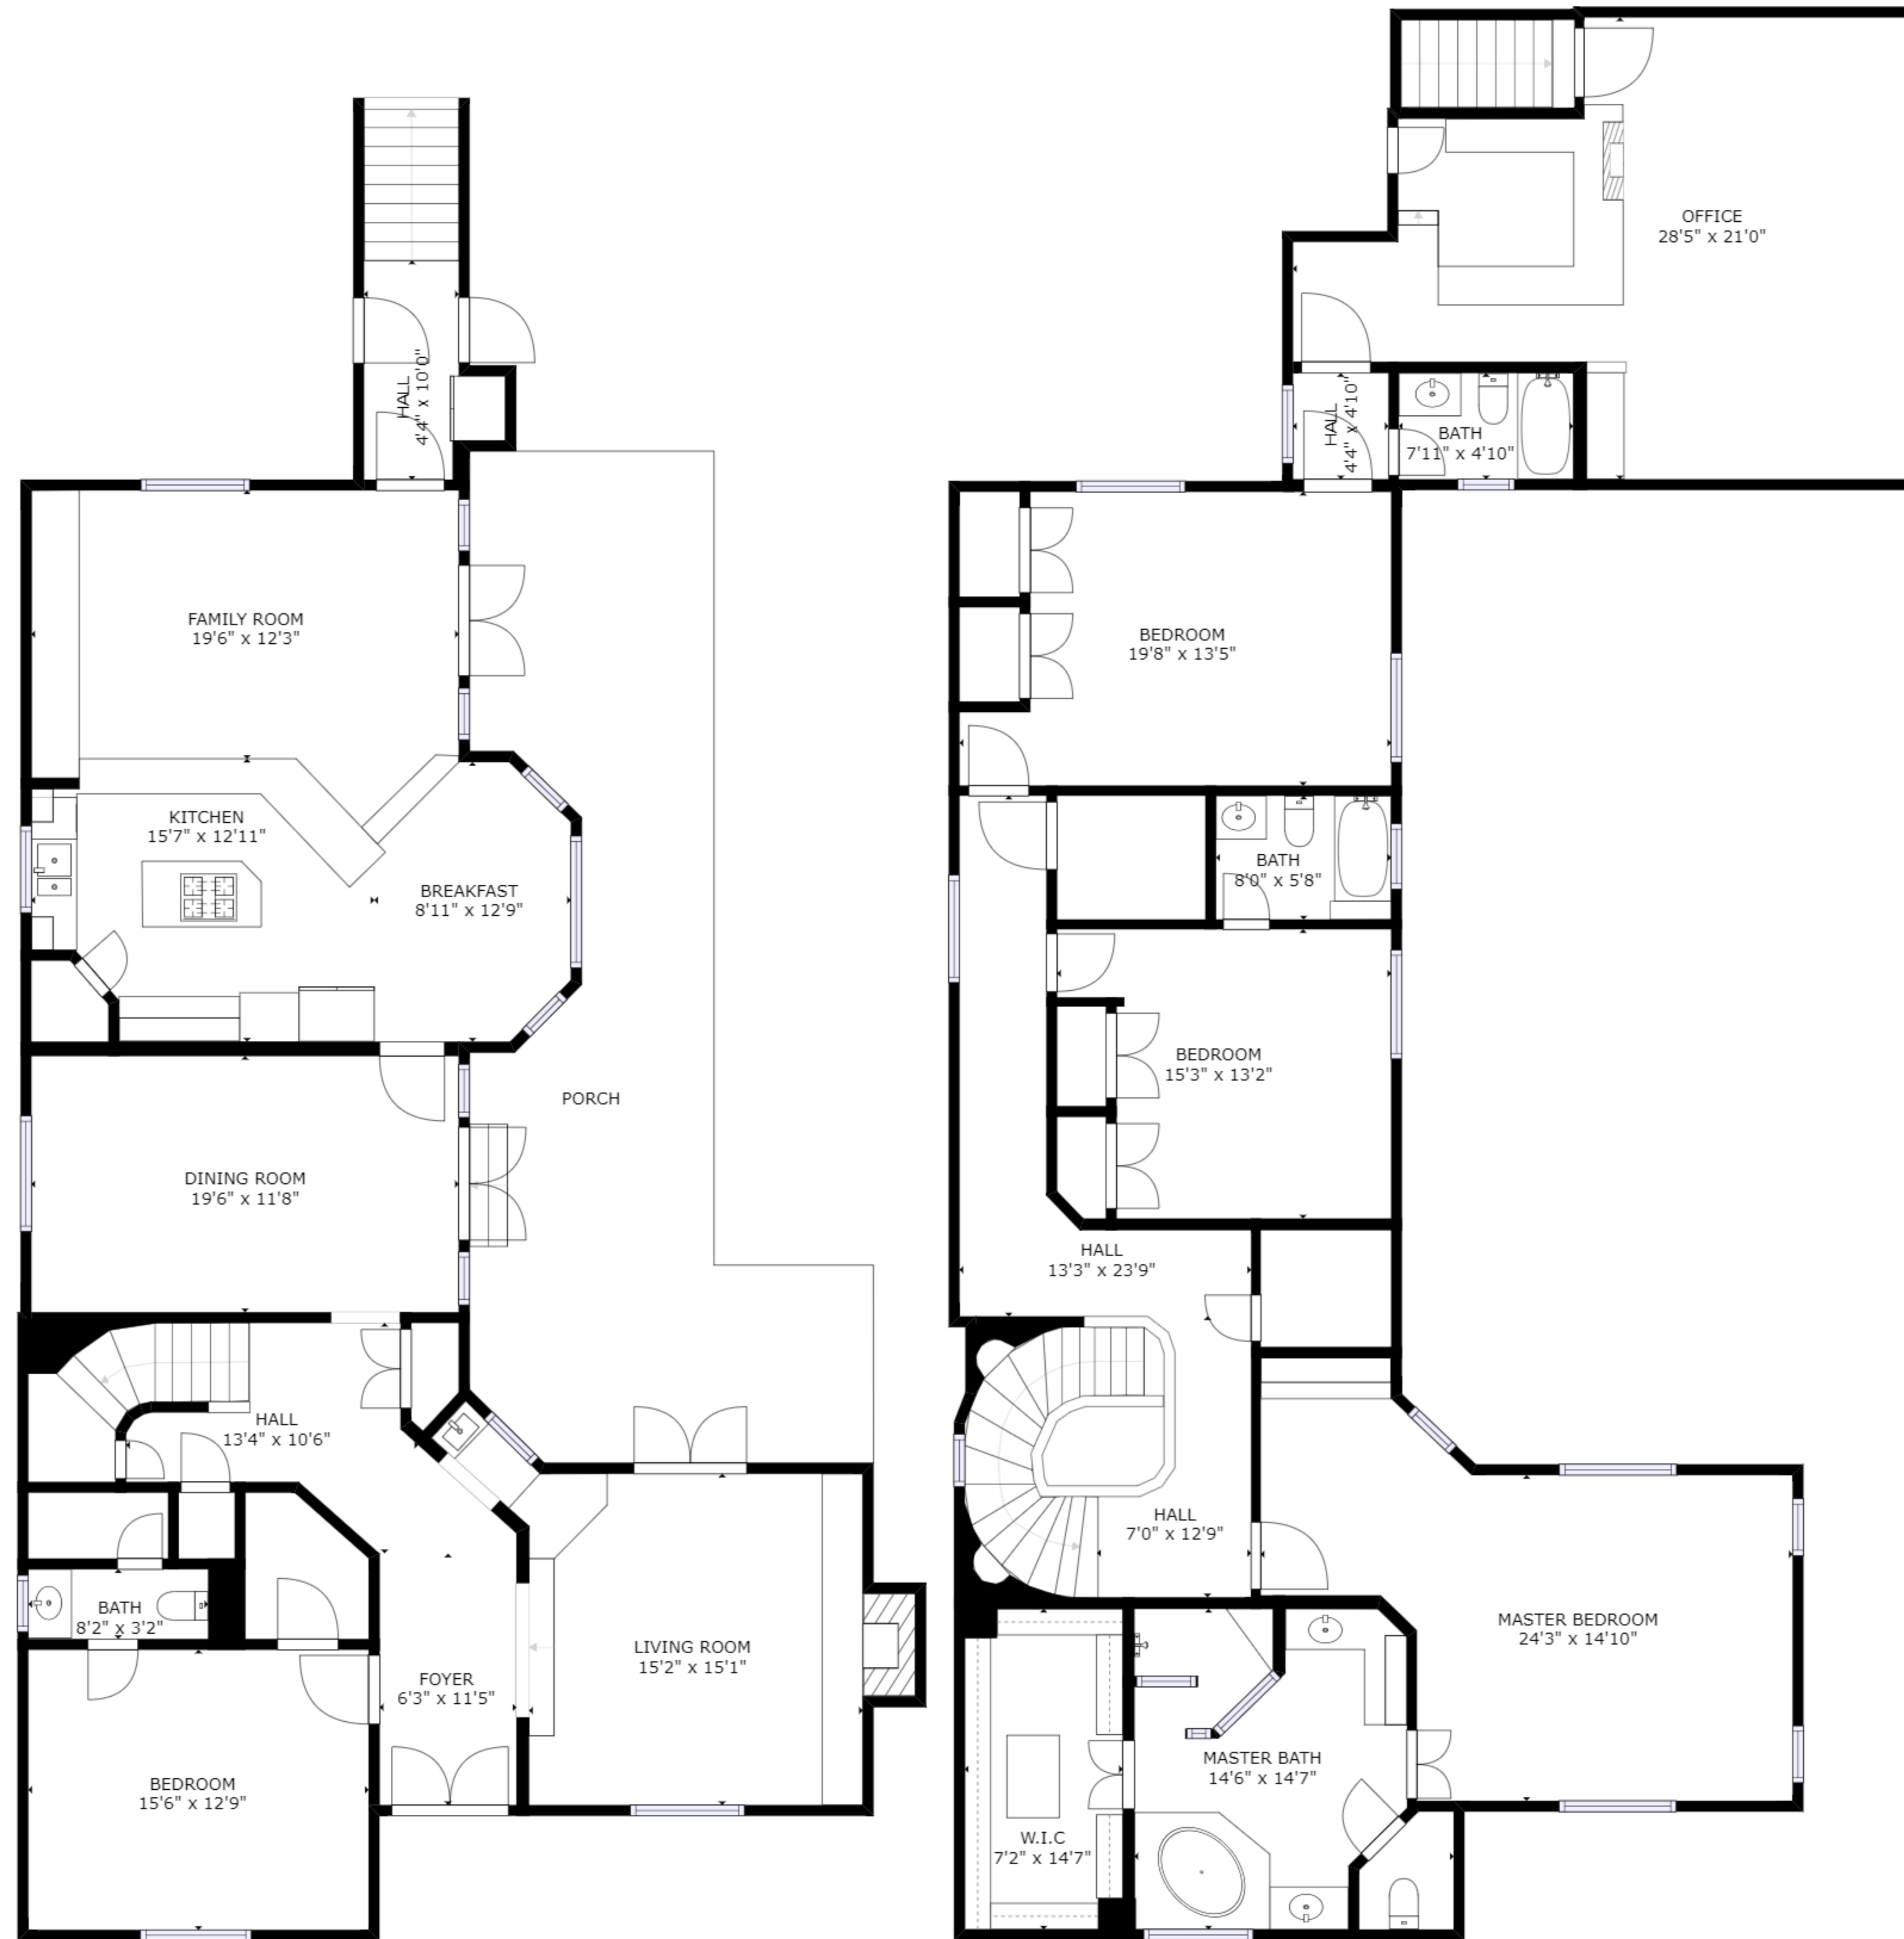 HALL
4'4" x 10'0"
FAMILY ROOM
19'6" x 12'3"
KITCHEN
15'7" x 12'11"
BREAKFAST
8'11" x 12'9"
PORCH
DINING ROOM
19'6" x 11'8"
HALL
13'4" x 10'6"
BATH
8'2" x 3'2"
FOYER
6'3" x 11'5"
LIVING ROOM
15'2" x 15'1"
BEDROOM
15'6" x 12'9"
OFFICE
28'5" x 21'0"
HALL
4'4" x 4'10"
BATH
7'11" x 4'10"
BEDROOM
19'8" x 13'5"
BATH
8'0" x 5'8"
BEDROOM
15'3" x 13'2"
HALL
13'3" x 23'9"
HALL
7'0" x 12'9"
MASTER BEDROOM
24'3" x 14'10"
MASTER BATH
14'6" x 14'7"
W.I.C
7'2" x 14'7"